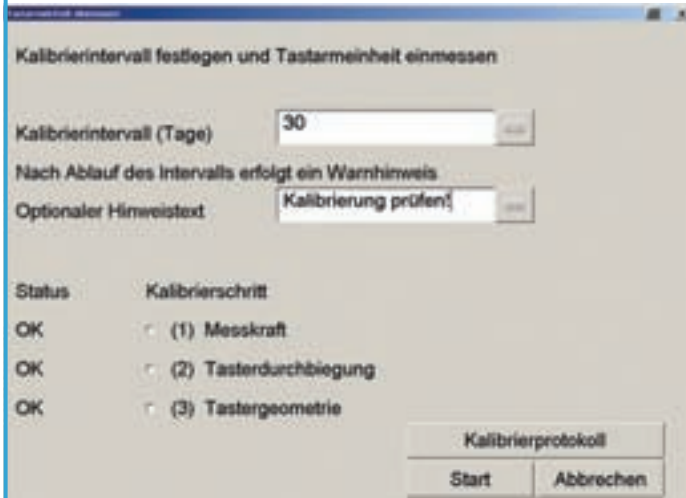 Kalibrierintervall festlegen und Tastarmeinheit einmessen
Kalibrierintervall (Tage) 30
Nach Ablauf des Intervalls erfolgt ein Warnhinweis
Optionaler Hinweistext Kalibrierung prüfen!
Status Kalibrierschritt
OK (1) Messkraft
OK (2) Tasterdurchbiegung
OK (3) Tastergeometrie
Kalibrierprotokoll
Start Abbrechen